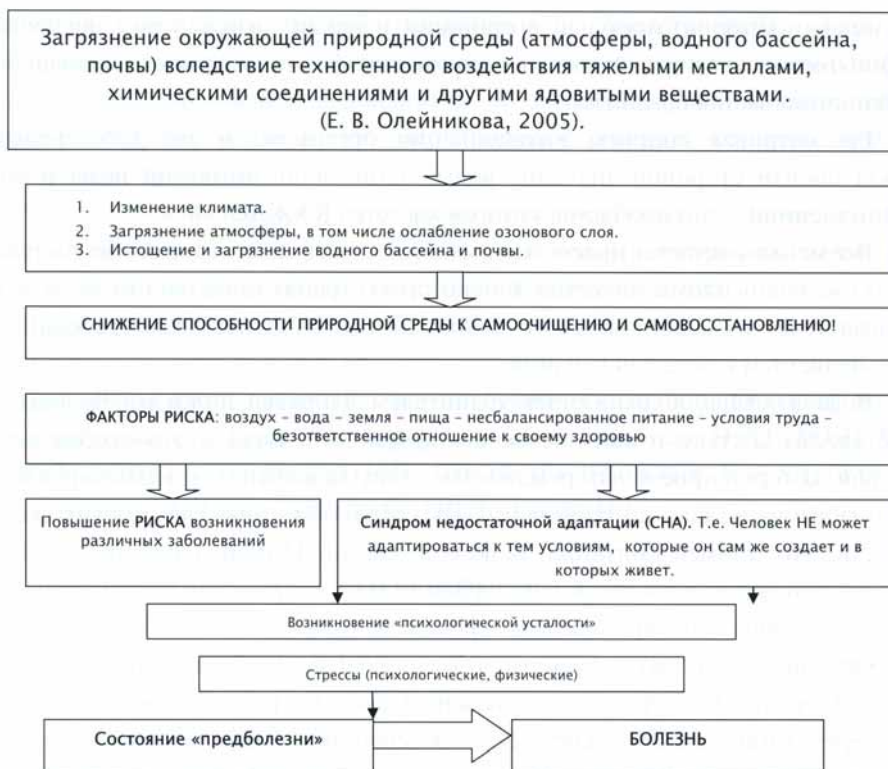 Загрязнение окружающей природной среды (атмосферы, водного бассейна,
почвы) вследствие техногенного воздействия тяжелыми металлами,
химическими соединениями и другими ядовитыми веществами.
(Е. В. Олейникова, 2005).
1. Изменение климата.
2. Загрязнение атмосферы, в том числе ослабление озонового слоя.
3. Истощение и загрязнение водного бассейна и почвы.
СНИЖЕНИЕ СПОСОБНОСТИ ПРИРОДНОЙ СРЕДЫ К САМООЧИЩЕНИЮ И САМОВОССТАНОВЛЕНИЮ!
ФАКТОРЫ РИСКА: воздух – вода – земля – пища – несбалансированное питание – условия труда –
безответственное отношение к своему здоровью
Повышение РИСКА возникновения
различных заболеваний
Синдром недостаточной адаптации (СНА). Т.е. Человек НЕ может
адаптироваться к тем условиям, которые он сам же создает и в
которых живет.
Возникновение «психологической усталости»
Стрессы (психологические, физические)
Состояние «предболезни»
БОЛЕЗНЬ